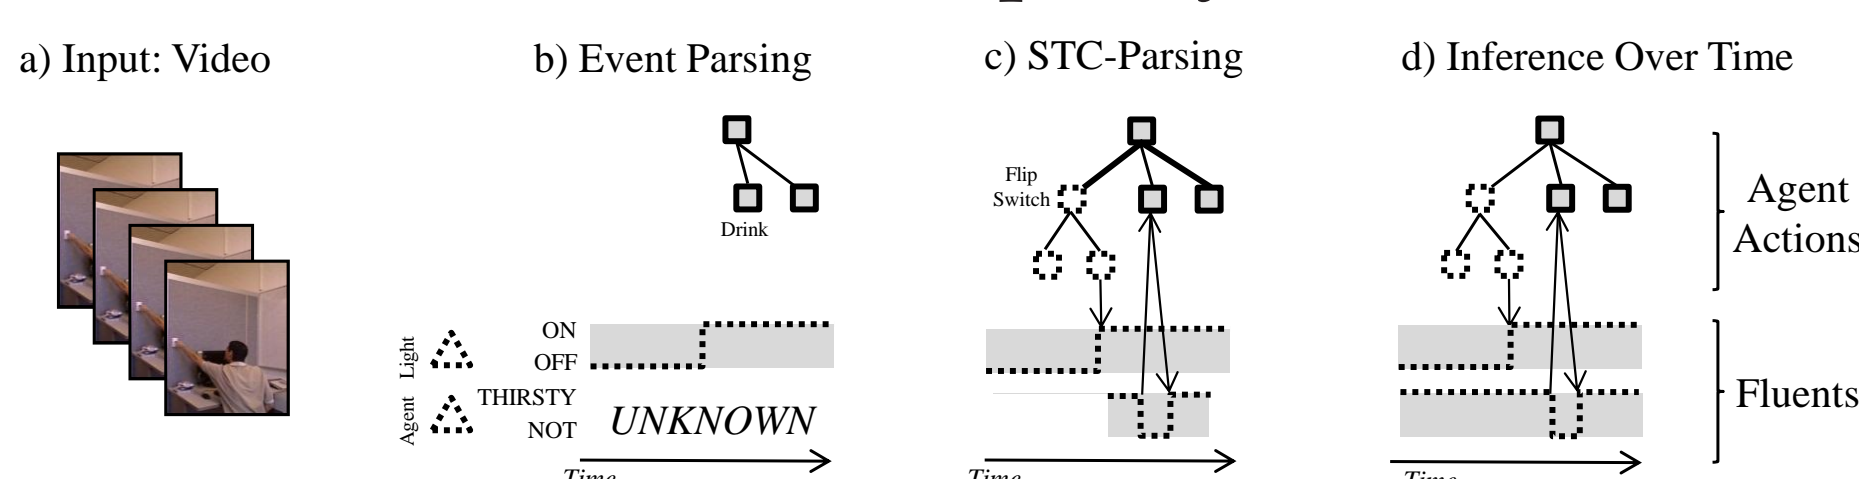 a) Input: Video
b) Event Parsing
c) STC-Parsing
d) Inference Over Time
Flip
Switch
Drink
Agent
Actions
Light
ON
OFF
Agent
THIRSTY
NOT
UNKNOWN
Fluents
Time
Time
Time